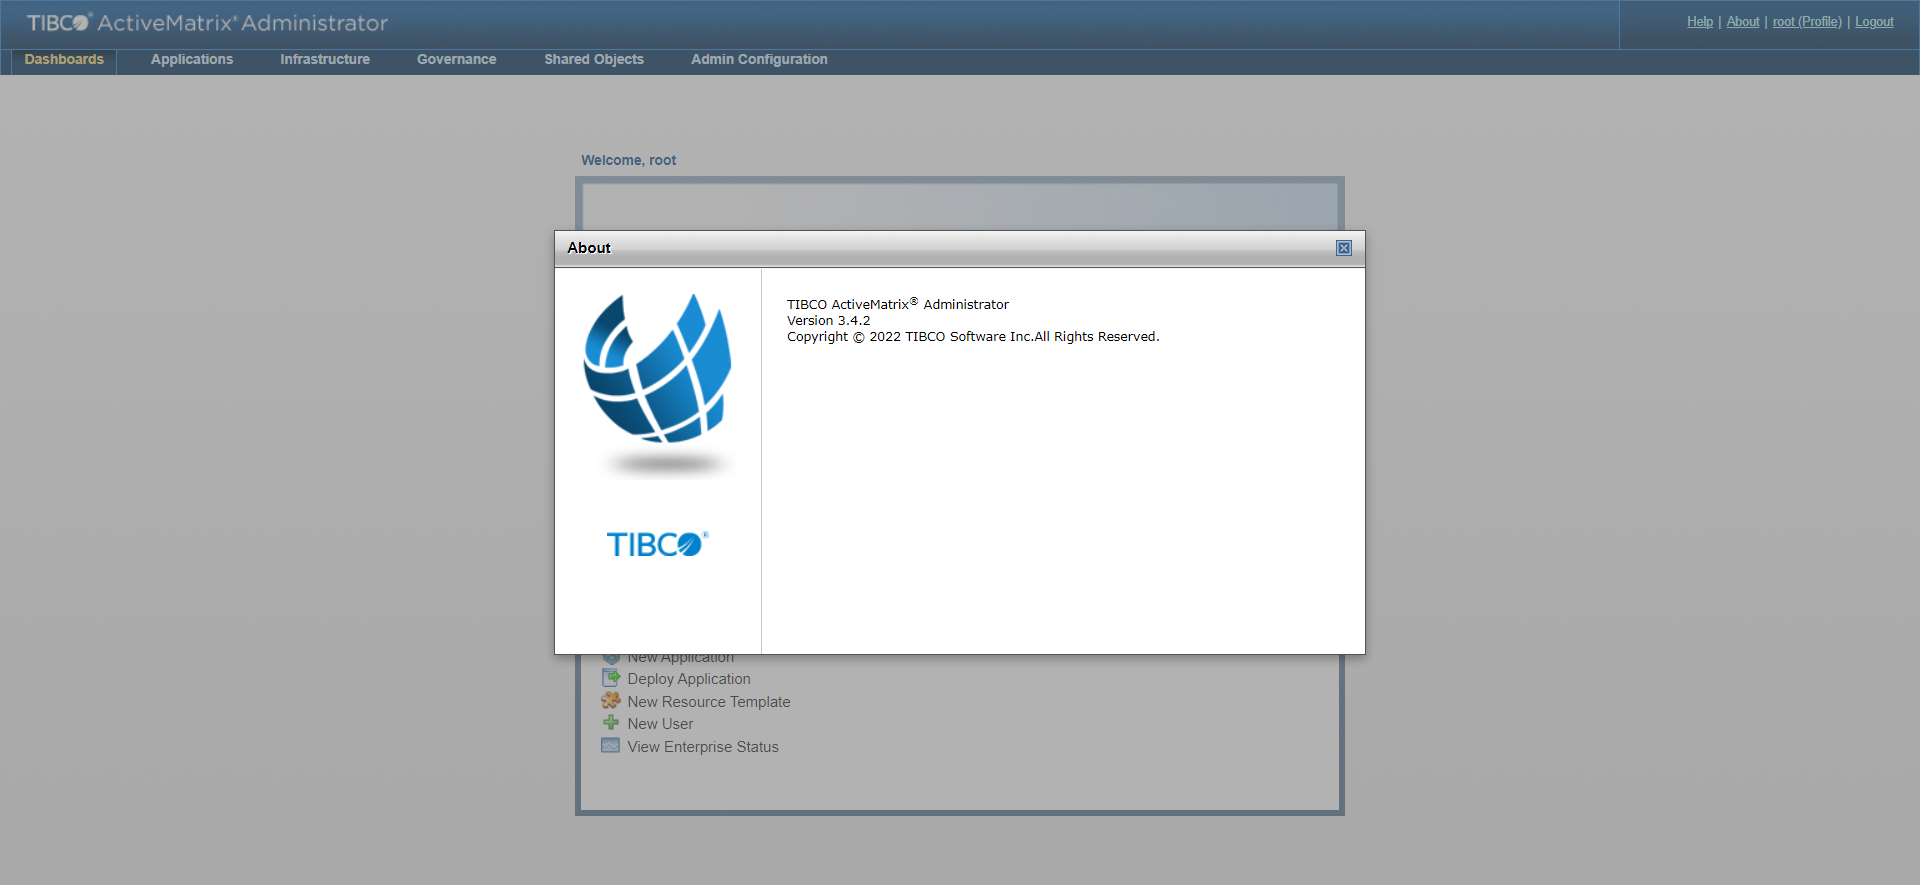 TIBCO® ActiveMatrix® Administrator
Help | About | root (Profile) | Logout
Dashboards Applications Infrastructure Governance Shared Objects Admin Configuration
Welcome, root
About
TIBCO ActiveMatrix® Administrator
Version 3.4.2
Copyright © 2022 TIBCO Software Inc.All Rights Reserved.
TIBCO®
New Application
Deploy Application
New Resource Template
New User
View Enterprise Status